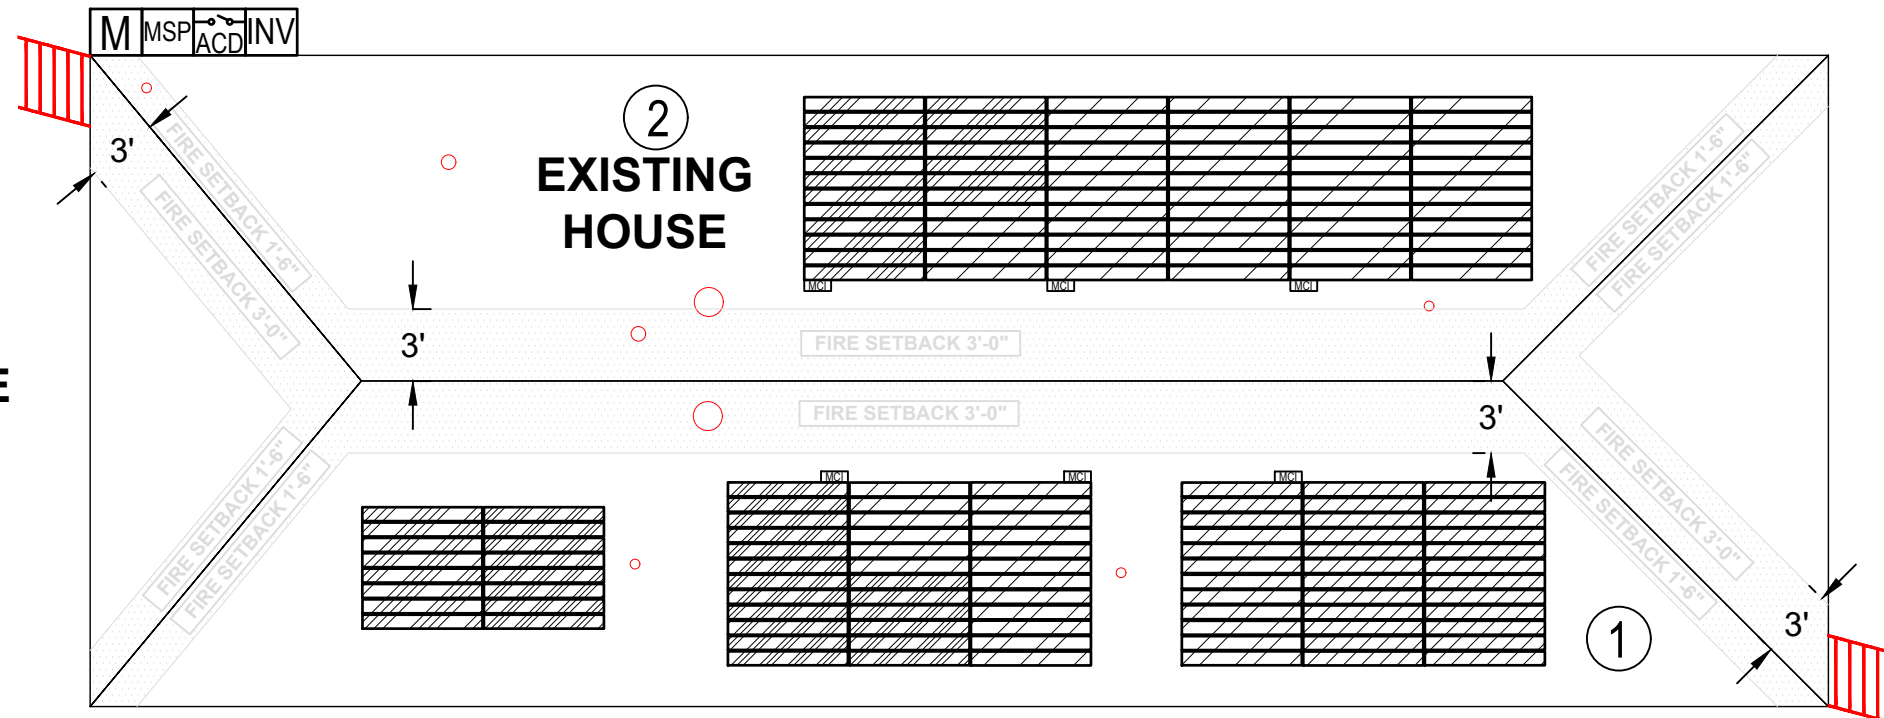 M MSP ACD INV
2
EXISTING
HOUSE
3'
FIRE SETBACK 1'-6"
FIRE SETBACK 3'-0"
FIRE SETBACK 1'-6"
FIRE SETBACK 1'-6"
MCI MCI MCI
3'
FIRE SETBACK 3'-0"
E
FIRE SETBACK 3'-0"
3'
FIRE SETBACK 1'-6"
FIRE SETBACK 1'-6"
MCI MCI MCI
FIRE SETBACK 3'-0"
FIRE SETBACK 1'-6"
1
3'